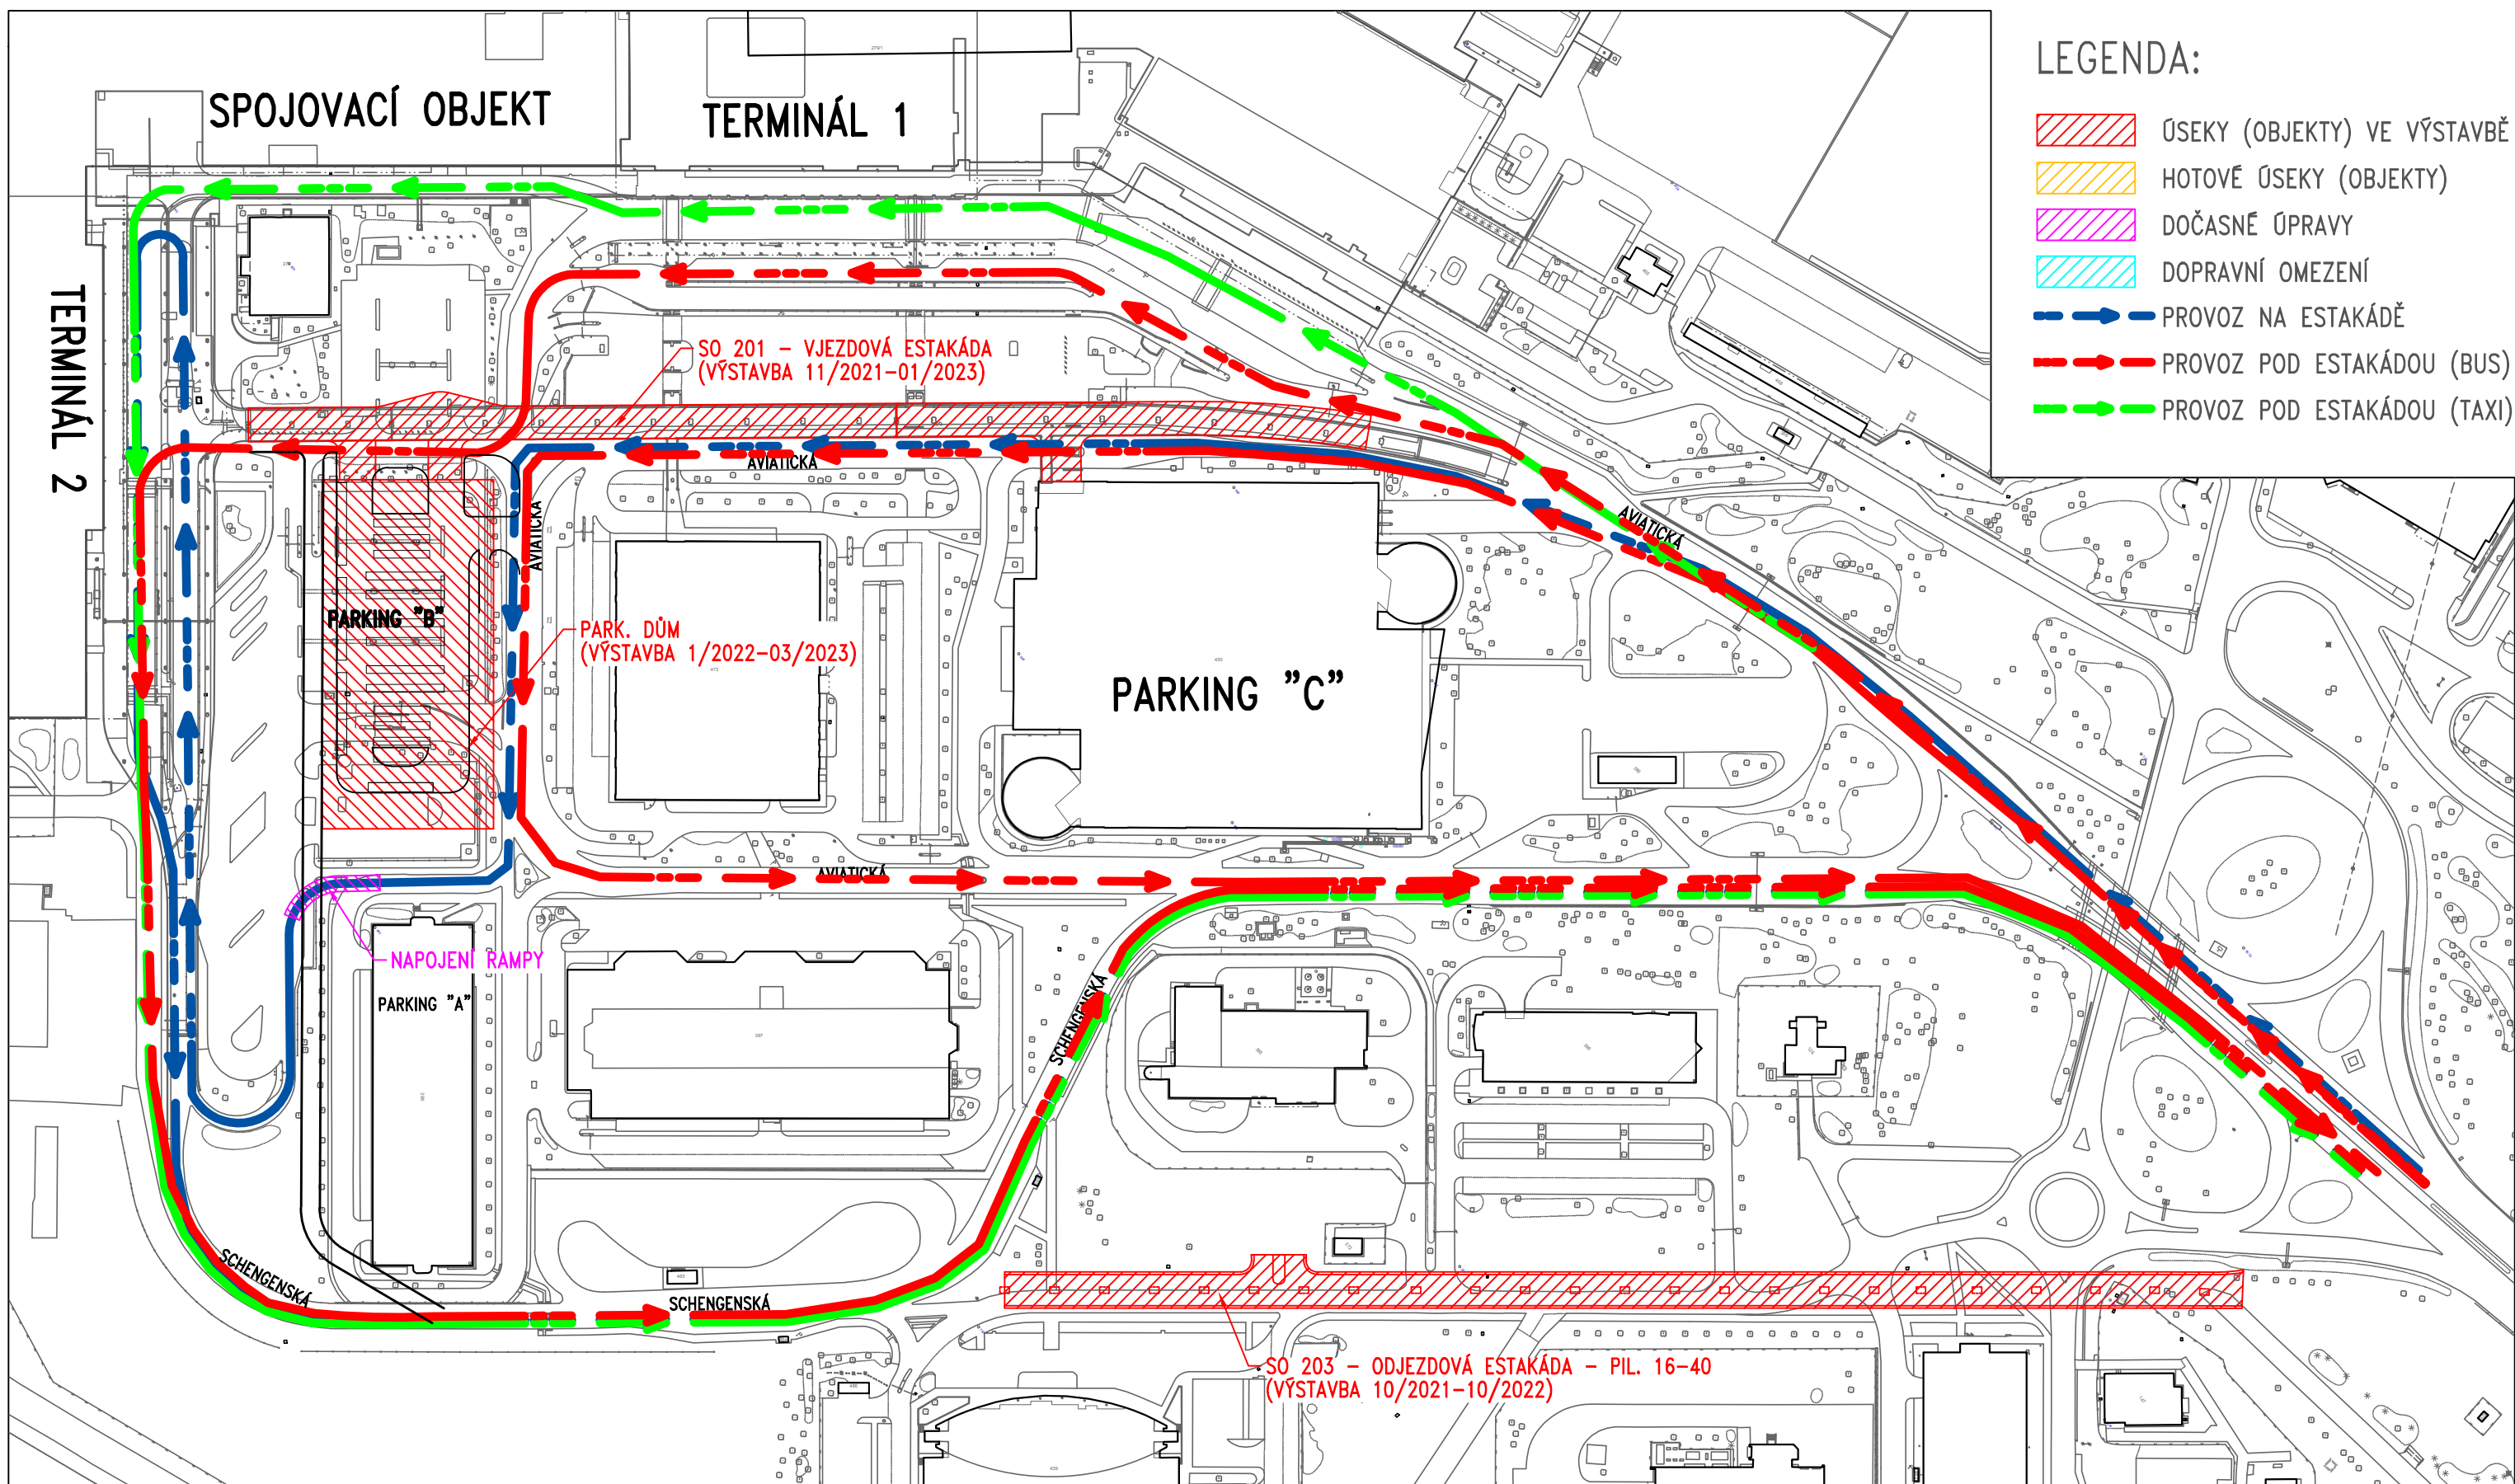 SPOJOVACÍ OBJEKT
TERMINÁL 1
TERMINÁL 2
LEGENDA:
ÚSEKY (OBJEKTY) VE VÝSTAVBĚ
HOTOVÉ ÚSEKY (OBJEKTY)
DOČASNÉ ÚPRAVY
DOPRAVNÍ OMEZENÍ
PROVOZ NA ESTAKÁDĚ
PROVOZ POD ESTAKÁDOU (BUS)
PROVOZ POD ESTAKÁDOU (TAXI)
SO 201 – VJEZDOVÁ ESTAKÁDA
(VÝSTAVBA 11/2021–01/2023)
AVIATICKÁ
AVIATICKÁ
AVIATICKÁ
PARKING "B"
PARK. DŮM
(VÝSTAVBA 1/2022–03/2023)
PARKING "C"
AVIATICKÁ
NAPOJENÍ RAMPY
PARKING "A"
SCHENGENSKÁ
SCHENGENSKÁ
SCHENGENSKÁ
SO 203 – ODJEZDOVÁ ESTAKÁDA – PIL. 16–40
(VÝSTAVBA 10/2021–10/2022)